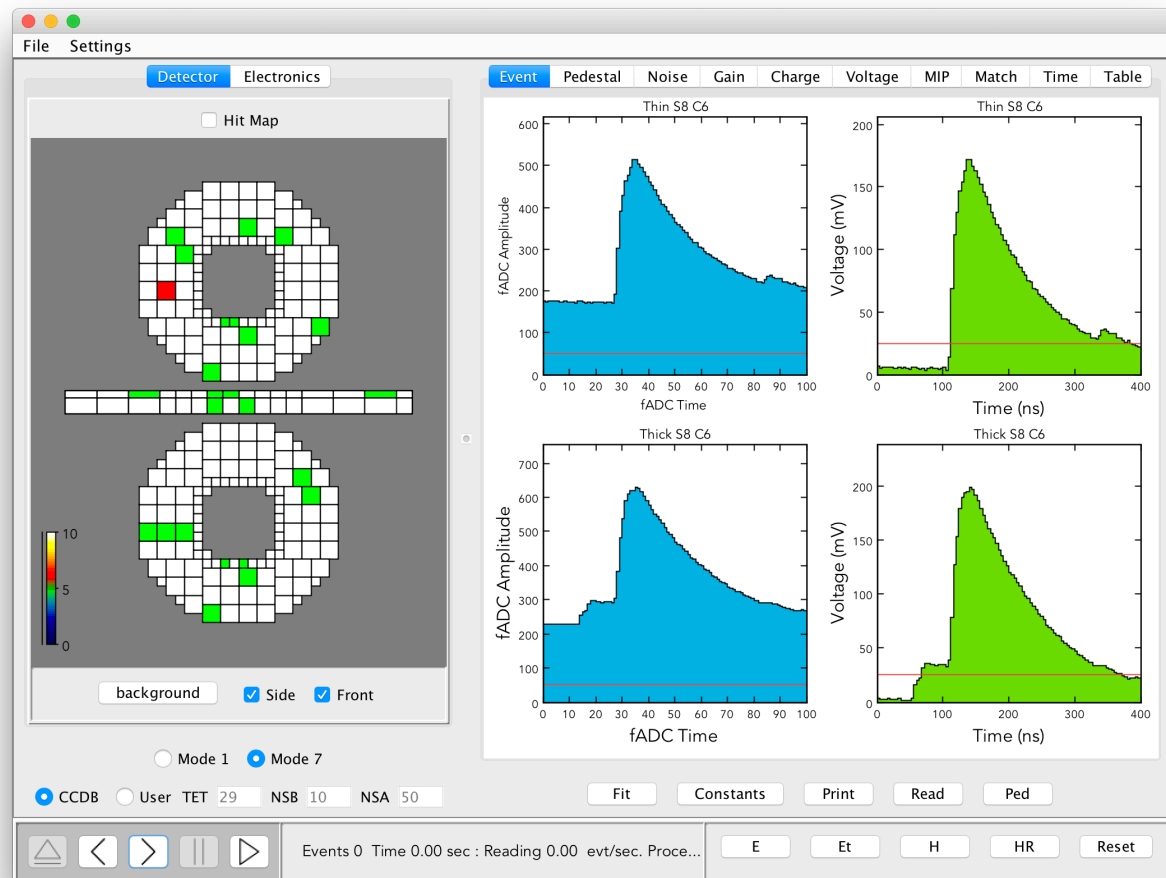 File Settings
Detector Electronics
Event Pedestal Noise Gain Charge Voltage MIP Match Time Table
Hit Map
10
5
0
background Side Front
Mode 1 Mode 7
CCDB User TET 29 NSB 10 NSA 50
Thin S8 C6
fADC Amplitude
600
500
400
300
200
100
0
0 10 20 30 40 50 60 70 80 90 100
fADC Time
Thin S8 C6
Voltage (mV)
200
150
100
50
0
0 100 200 300 400
Time (ns)
Thick S8 C6
fADC Amplitude
700
600
500
400
300
200
100
0
0 10 20 30 40 50 60 70 80 90 100
fADC Time
Thick S8 C6
Voltage (mV)
200
150
100
50
0
0 100 200 300 400
Time (ns)
Fit Constants Print Read Ped
Events 0 Time 0.00 sec : Reading 0.00 evt/sec. Proce...
E Et H HR Reset